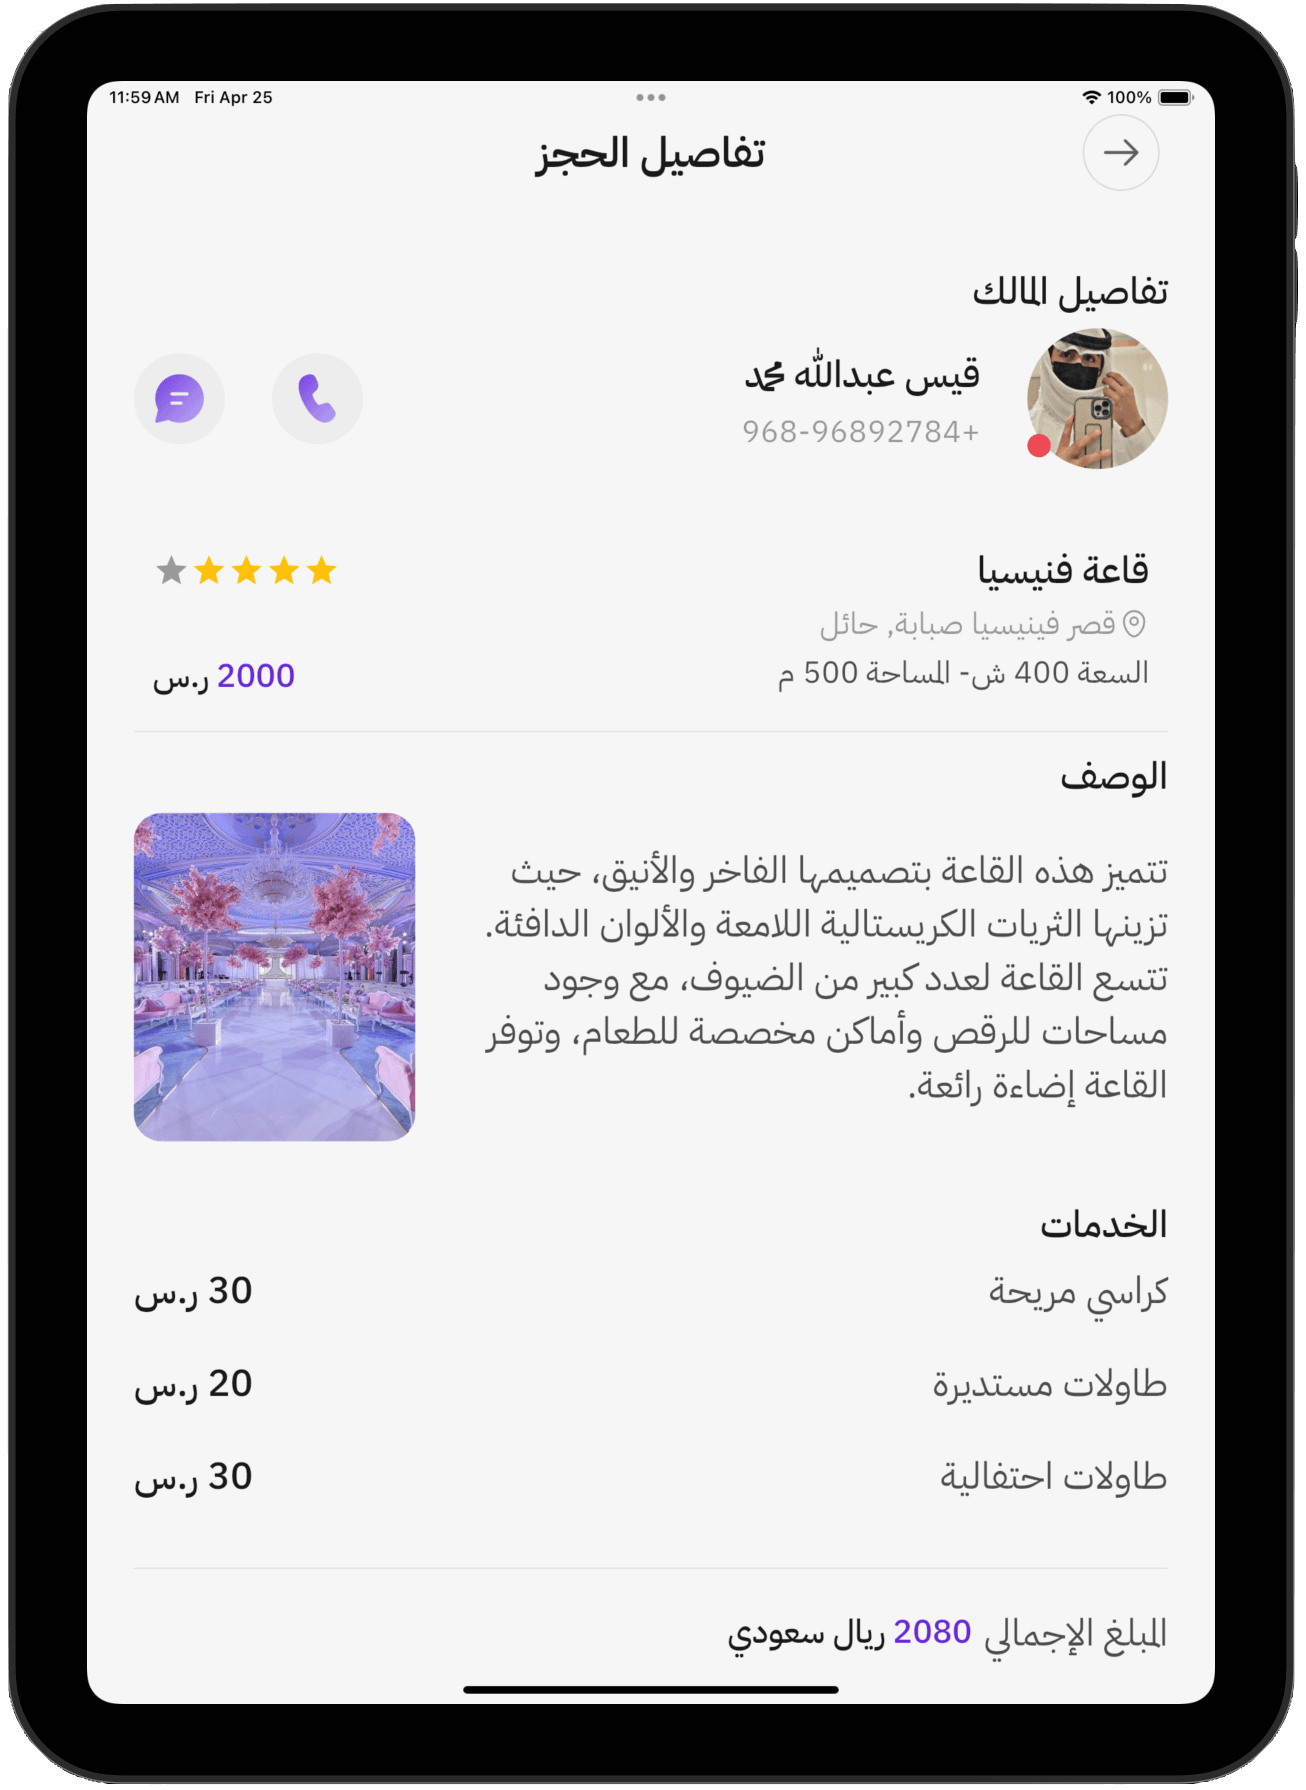 11:59 AM Fri Apr 25
100%
تفاصيل الحجز
تفاصيل المالك
قيس عبدالله محمد
968-96892784+
قاعة فنيسيا
قصر فينيسيا صبابة, حائل
السعة 400 ش- المساحة 500 م
2000 ر.س
الوصف
تتميز هذه القاعة بتصميمها الفاخر والأنيق، حيث
تزينها الثريات الكريستالية اللامعة والألوان الدافئة.
تتسع القاعة لعدد كبير من الضيوف، مع وجود
مساحات للرقص وأماكن مخصصة للطعام، وتوفر
القاعة إضاءة رائعة.
الخدمات
كراسي مريحة 30 ر.س
طاولات مستديرة 20 ر.س
طاولات احتفالية 30 ر.س
المبلغ الإجمالي 2080 ريال سعودي